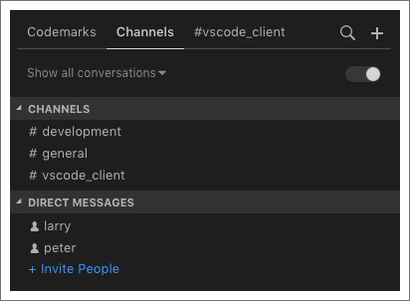 Codemarks Channels #vscode_client
Show all conversations
CHANNELS
# development
# general
# vscode_client
DIRECT MESSAGES
larry
peter
+ Invite People